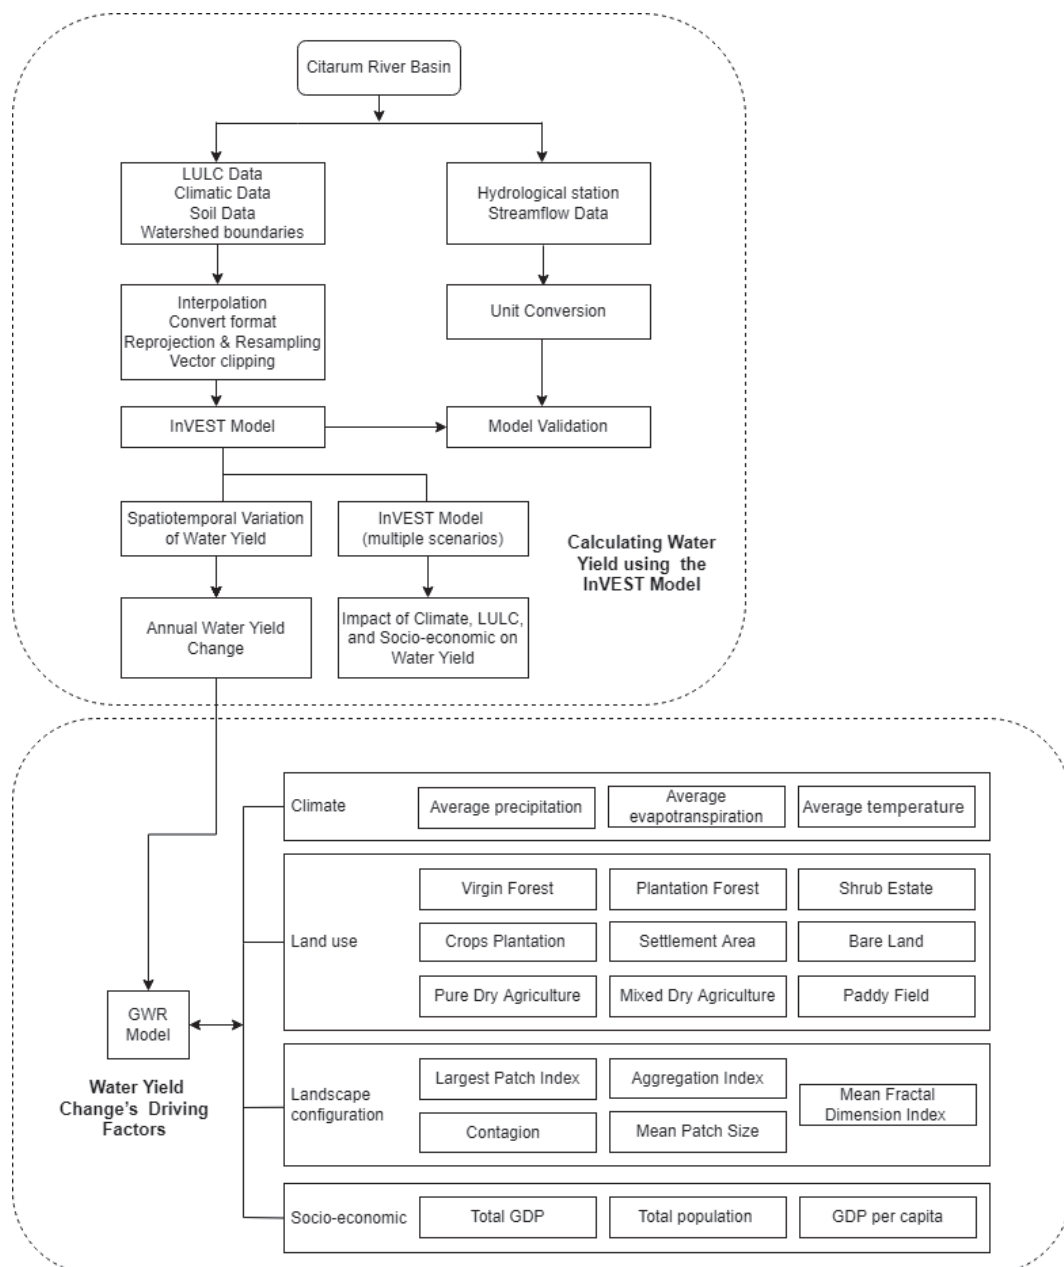 Citarum River Basin
LULC Data
Climatic Data
Soil Data
Watershed boundaries
Hydrological station
Streamflow Data
Interpolation
Convert format
Reprojection & Resampling
Vector clipping
Unit Conversion
InVEST Model
Model Validation
Spatiotemporal Variation
of Water Yield
InVEST Model
(multiple scenarios)
Calculating Water
Yield using the
InVEST Model
Annual Water Yield
Change
Impact of Climate, LULC,
and Socio-economic on
Water Yield
Climate
Average precipitation
Average
evapotranspiration
Average temperature
Land use
Virgin Forest
Plantation Forest
Shrub Estate
Crops Plantation
Settlement Area
Bare Land
Pure Dry Agriculture
Mixed Dry Agriculture
Paddy Field
GWR
Model
Water Yield
Change's Driving
Factors
Landscape
configuration
Largest Patch Index
Aggregation Index
Mean Fractal
Dimension Index
Contagion
Mean Patch Size
Socio-economic
Total GDP
Total population
GDP per capita